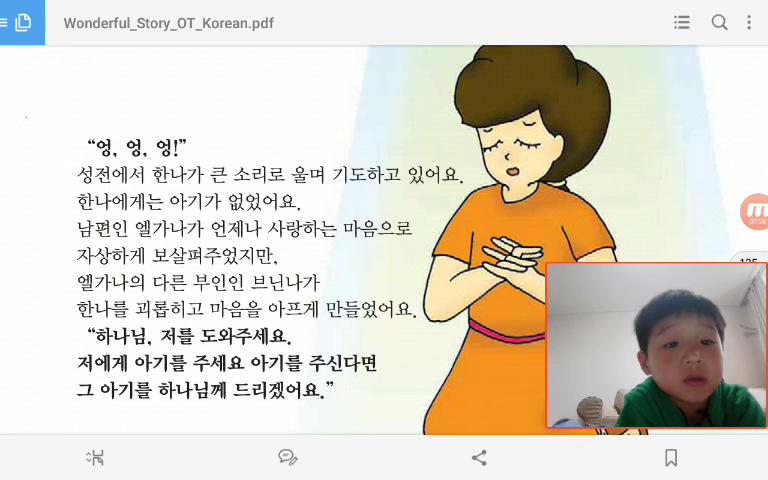 Wonderful_Story_OT_Korean.pdf
“엉, 엉, 엉!”
성전에서 한나가 큰 소리로 울며 기도하고 있어요.
한나에게는 아기가 없었어요.
남편인 엘가나가 언제나 사랑하는 마음으로
자상하게 보살펴주었지만,
엘가나의 다른 부인인 브닌나가
한나를 괴롭히고 마음을 아프게 만들었어요.
“하나님, 저를 도와주세요.
저에게 아기를 주세요 아기를 주신다면
그 아기를 하나님께 드리겠어요.”
07:39